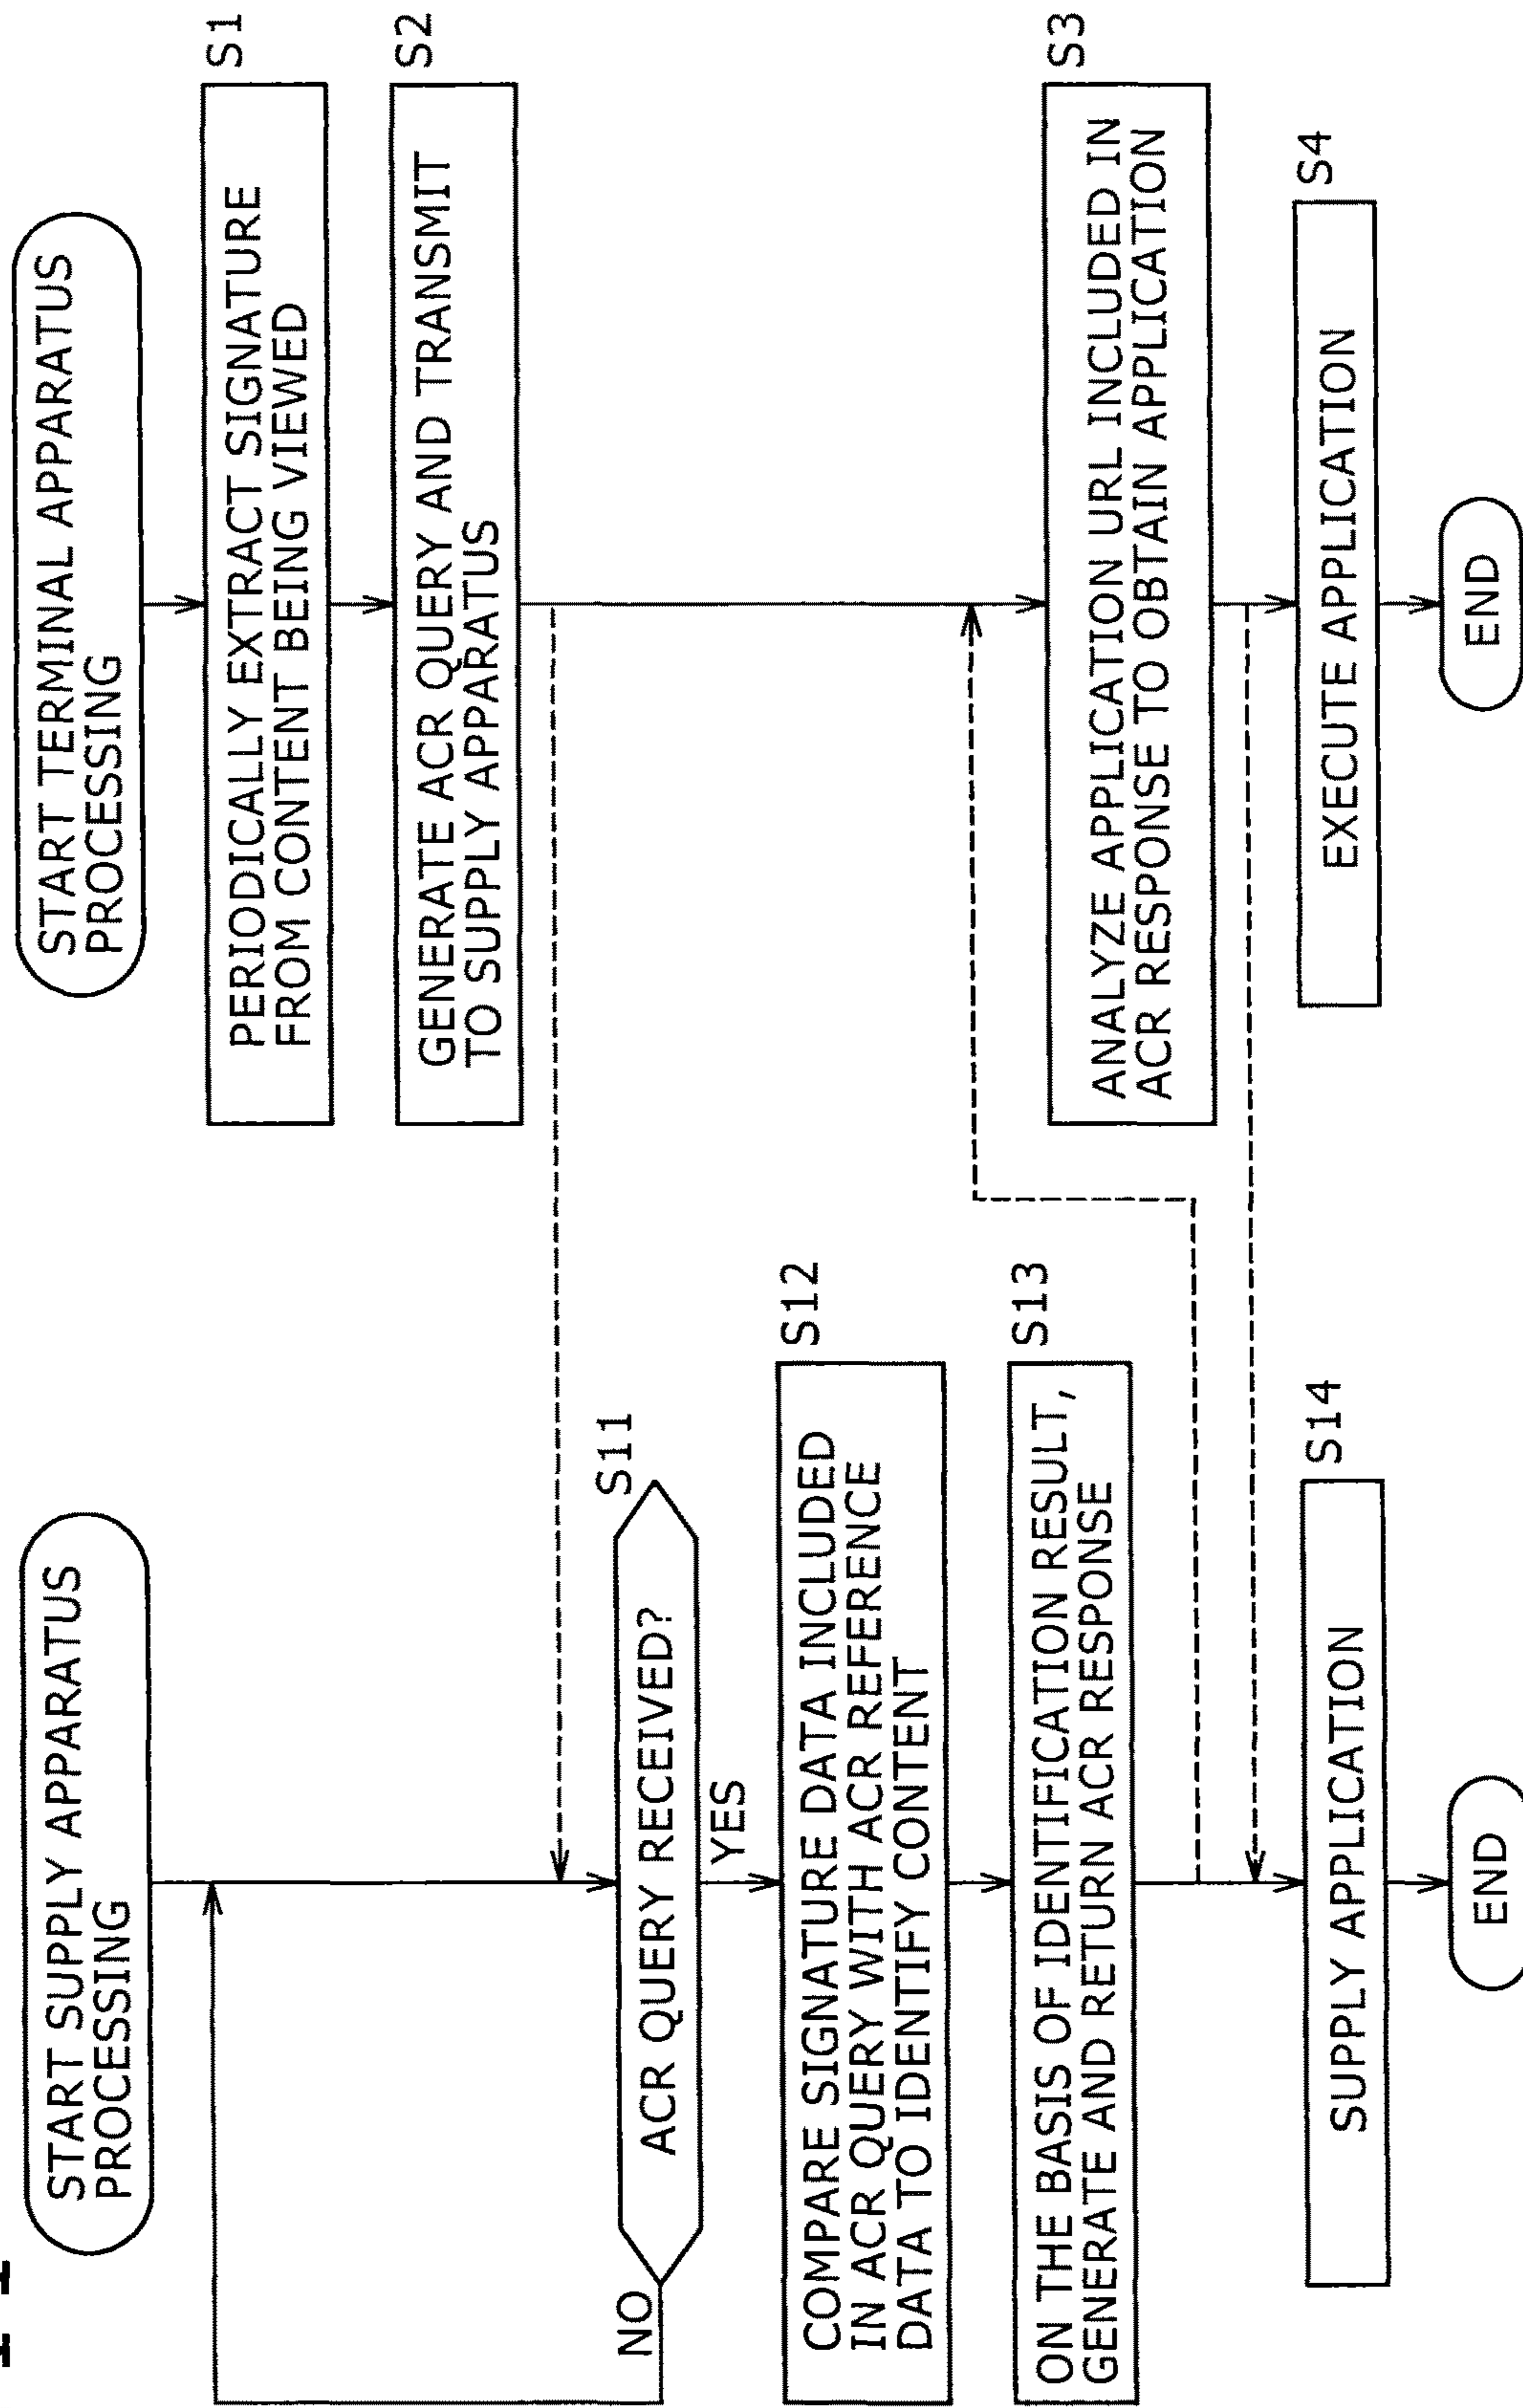 START SUPPLY APPARATUS
PROCESSING
S11
ACR QUERY RECEIVED?
NO
YES
S12
COMPARE SIGNATURE DATA INCLUDED
IN ACR QUERY WITH ACR REFERENCE
DATA TO IDENTIFY CONTENT
S13
ON THE BASIS OF IDENTIFICATION RESULT,
GENERATE AND RETURN ACR RESPONSE
S14
SUPPLY APPLICATION
END
START TERMINAL APPARATUS
PROCESSING
S1
PERIODICALLY EXTRACT SIGNATURE
FROM CONTENT BEING VIEWED
S2
GENERATE ACR QUERY AND TRANSMIT
TO SUPPLY APPARATUS
S3
ANALYZE APPLICATION URL INCLUDED IN
ACR RESPONSE TO OBTAIN APPLICATION
S4
EXECUTE APPLICATION
END